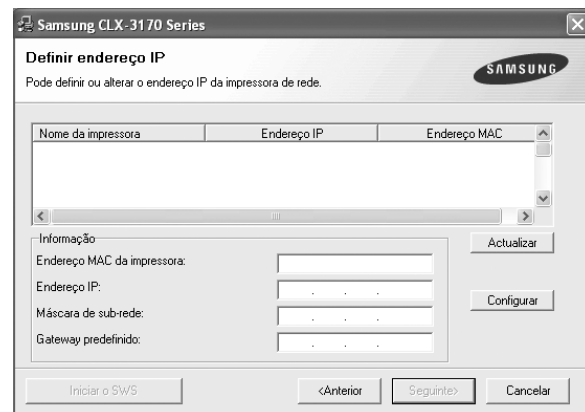 Samsung CLX-3170 Series
Definir endereço IP
Pode definir ou alterar o endereço IP da impressora de rede.
SAMSUNG
Nome da impressora Endereço IP Endereço MAC
Informação
Actualizar
Endereço MAC da impressora:
Endereço IP: . . .
Configurar
Máscara de sub-rede: . . .
Gateway predefinido: . . .
Iniciar o SWS <Anterior Seguinte> Cancelar